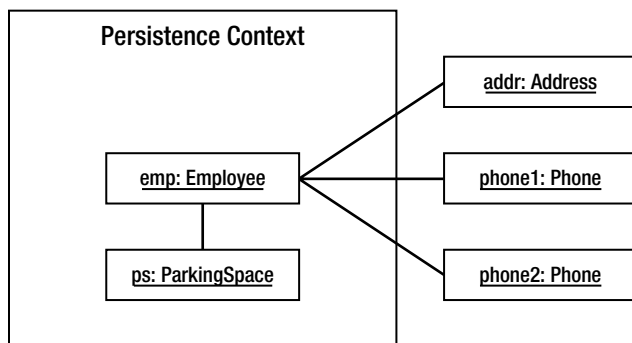 Persistence Context
addr: Address
emp: Employee
phone1: Phone
ps: ParkingSpace
phone2: Phone